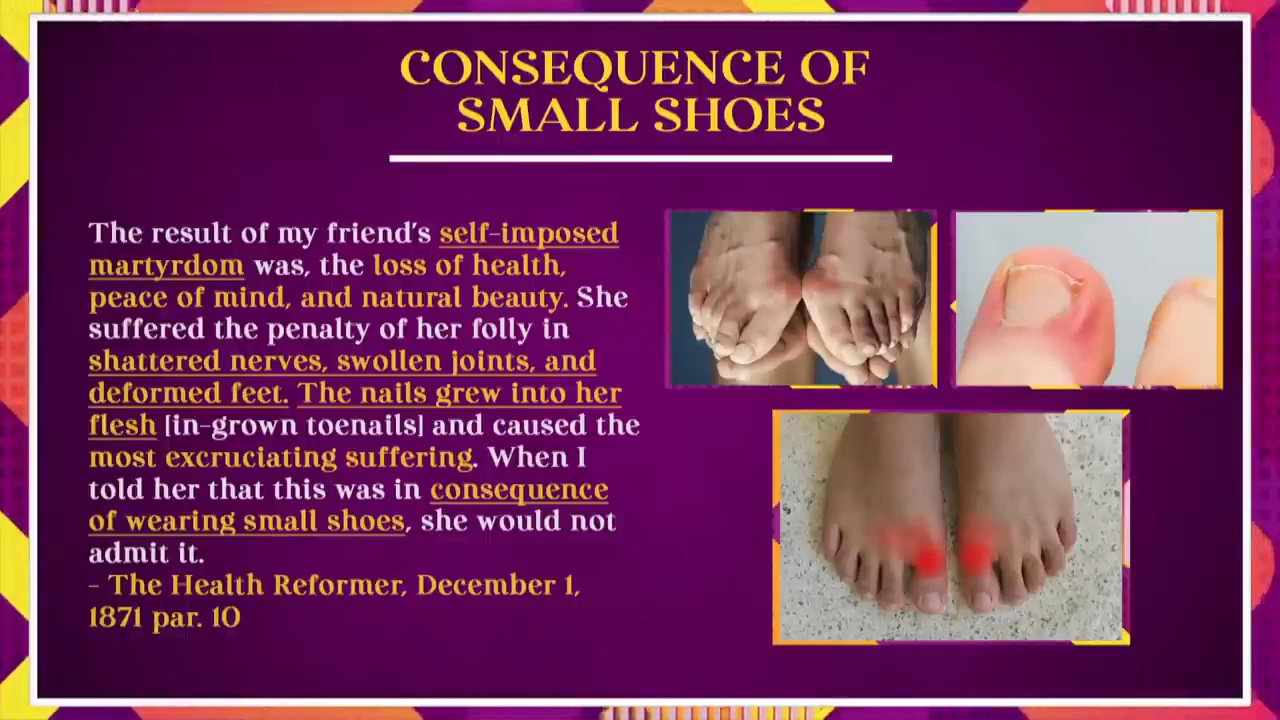 CONSEQUENCE OF
SMALL SHOES
The result of my friend's self-imposed
martyrdom was, the loss of health,
peace of mind, and natural beauty. She
suffered the penalty of her folly in
shattered nerves, swollen joints, and
deformed feet. The nails grew into her
flesh [in-grown toenails] and caused the
most excruciating suffering. When I
told her that this was in consequence
of wearing small shoes, she would not
admit it.
- The Health Reformer, December 1,
1871 par. 10